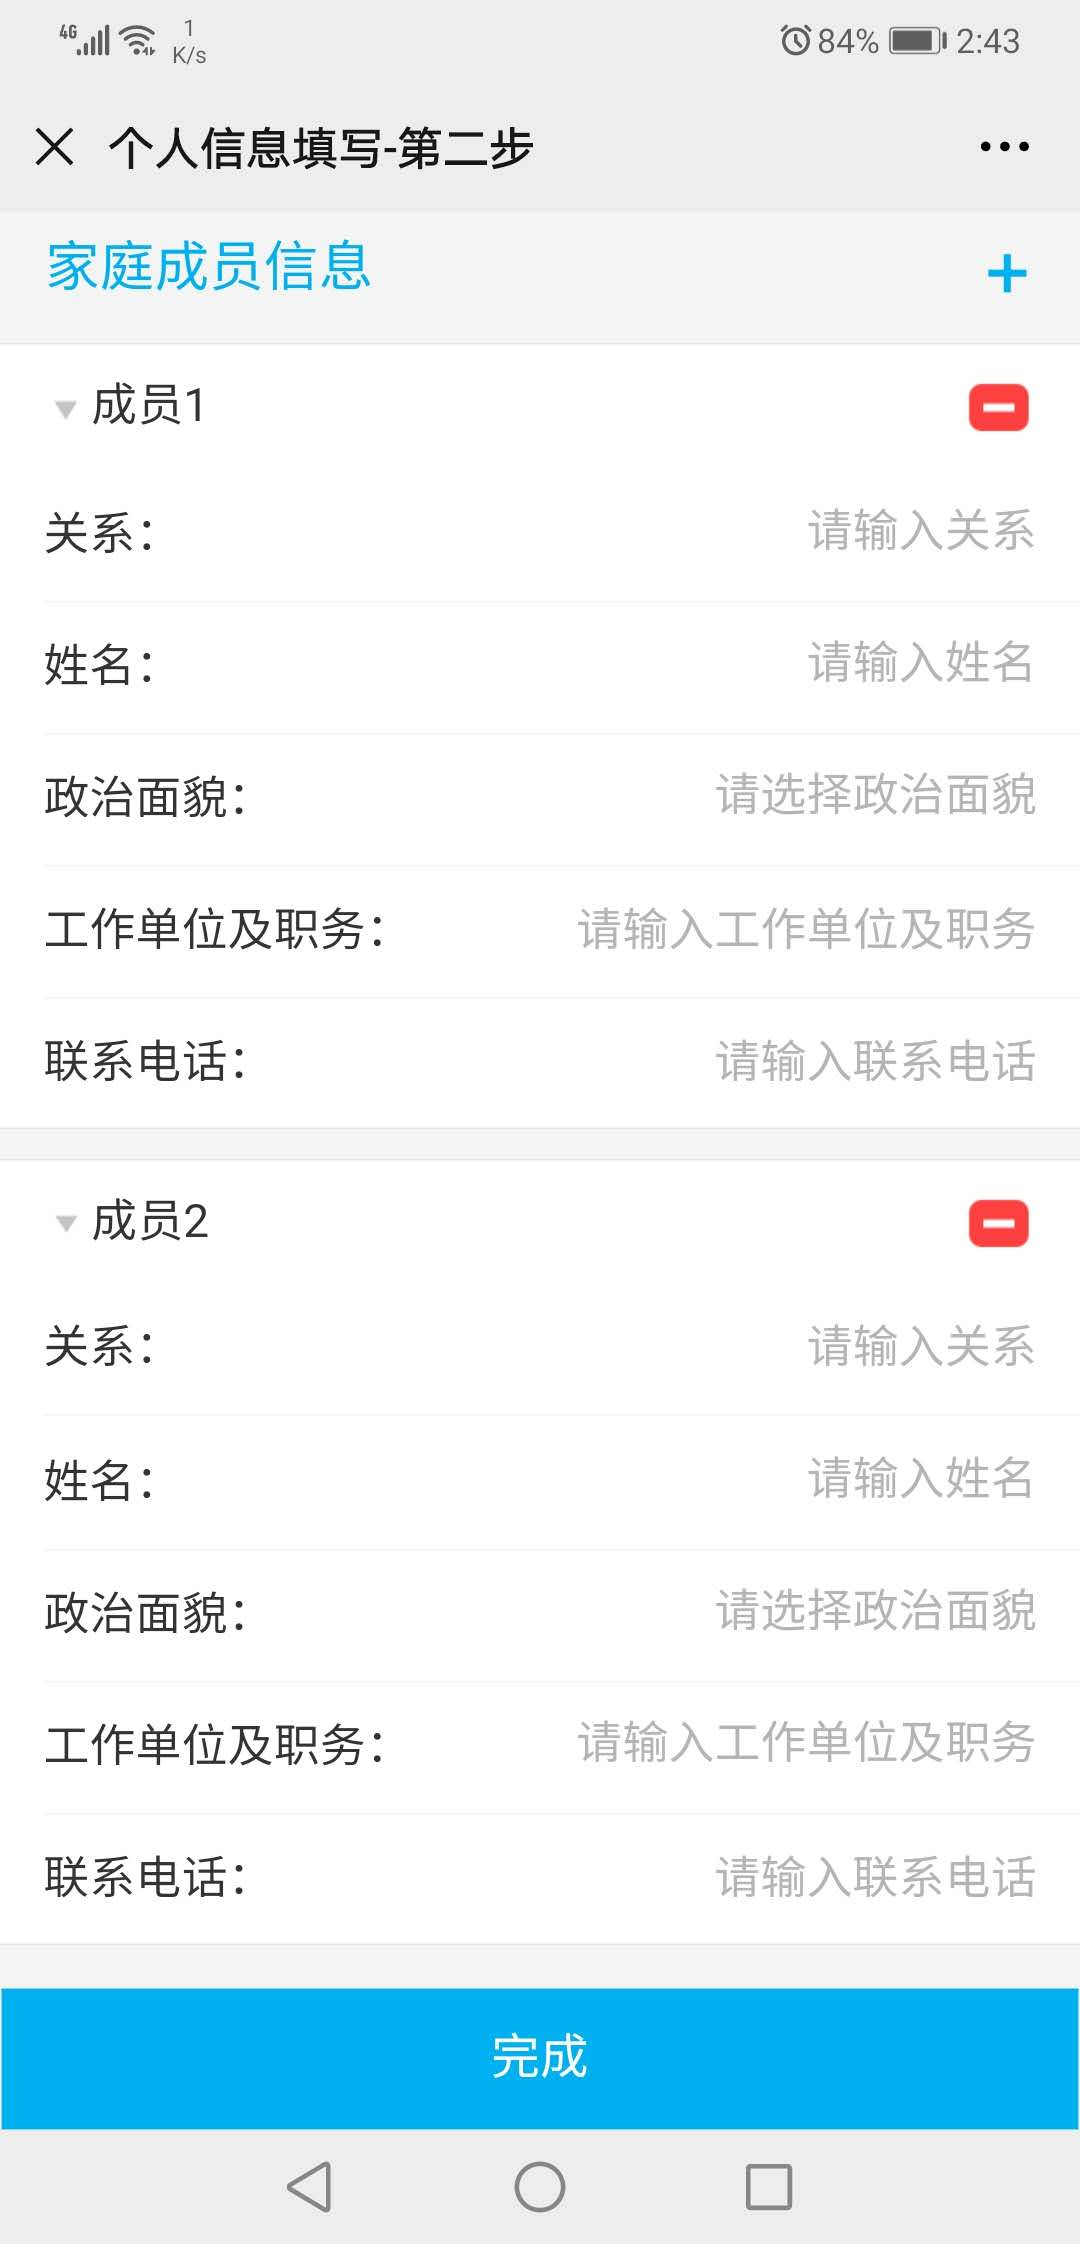 4G 1 K/s 84% 2:43
个人信息填写-第二步
家庭成员信息
成员1
关系： 请输入关系
姓名： 请输入姓名
政治面貌： 请选择政治面貌
工作单位及职务： 请输入工作单位及职务
联系电话： 请输入联系电话
成员2
关系： 请输入关系
姓名： 请输入姓名
政治面貌： 请选择政治面貌
工作单位及职务： 请输入工作单位及职务
联系电话： 请输入联系电话
完成